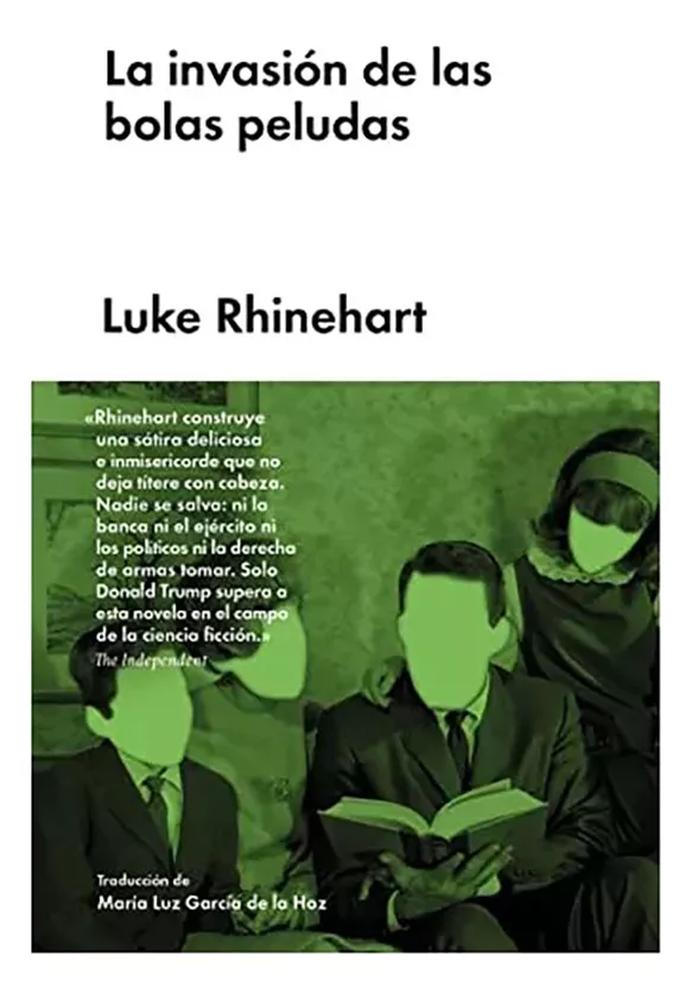 La invasión de las
bolas peludas
Luke Rhinehart
«Rhinehart construye
una sátira deliciosa
e inmisericorde que no
deja títere con cabeza.
Nadie se salva: ni la
banca ni el ejército ni
los políticos ni la derecha
de armas tomar. Solo
Donald Trump supera a
esta novela en el campo
de la ciencia ficción.»
The Independent
Traducción de
María Luz García de la Hoz